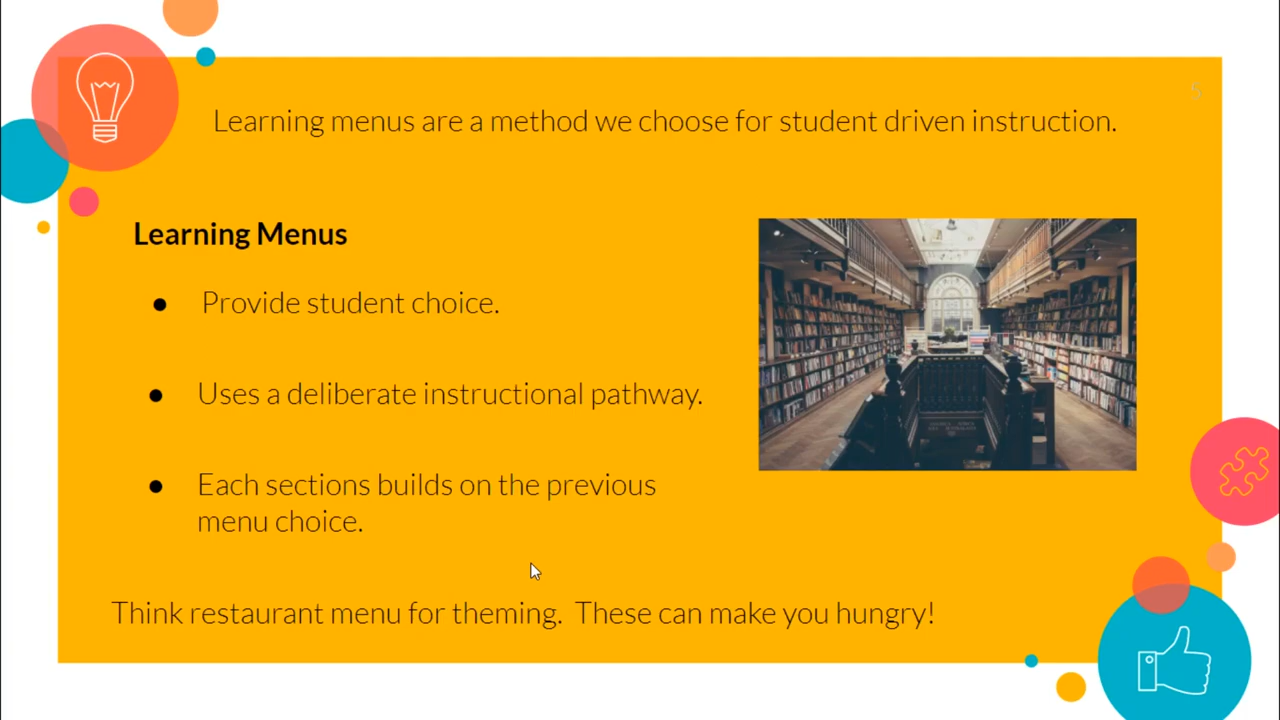 5
Learning menus are a method we choose for student driven instruction.
Learning Menus
● Provide student choice.
● Uses a deliberate instructional pathway.
● Each sections builds on the previous
menu choice.
Think restaurant menu for theming. These can make you hungry!